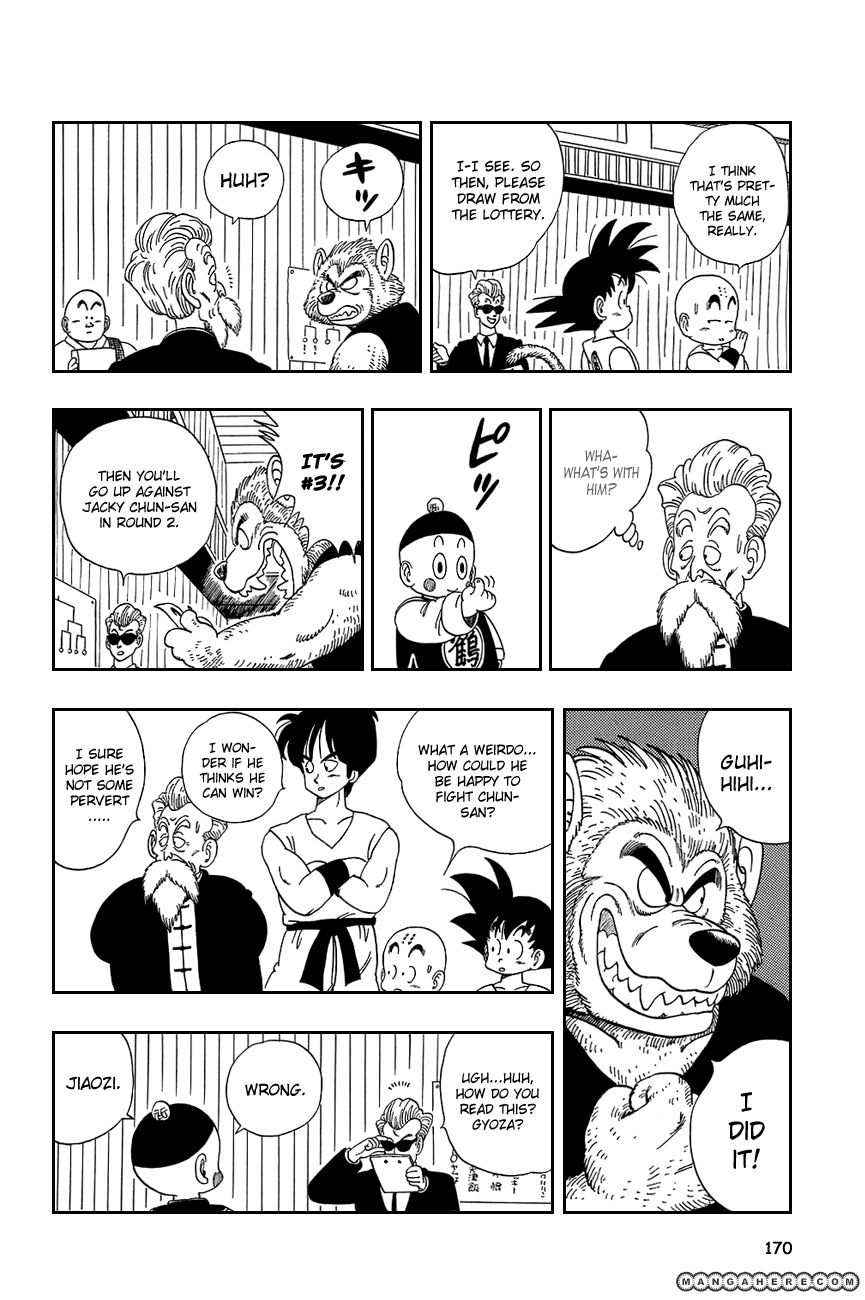 I THINK
THAT'S PRET-
TY MUCH
THE SAME,
REALLY.
I-I SEE. SO
THEN, PLEASE
DRAW FROM
THE LOTTERY.
キッ
HUH?
WHA-
WHAT'S WITH
HIM?
ピッ
鶴
IT'S
#3!!
THEN YOU'LL
GO UP AGAINST
JACKY CHUN-SAN
IN ROUND 2.
GUHI-
HIHI...
I
DID
IT!
WHAT A WEIRDO...
HOW COULD HE
BE HAPPY TO
FIGHT CHUN-
SAN?
I WON-
DER IF HE
THINKS HE
CAN WIN?
I SURE
HOPE HE'S
NOT SOME
PERVERT
.....
UGH...HUH,
HOW DO YOU
READ THIS?
GYOZA?
WRONG.
JIAOZI.
170
MANGAHERE.COM